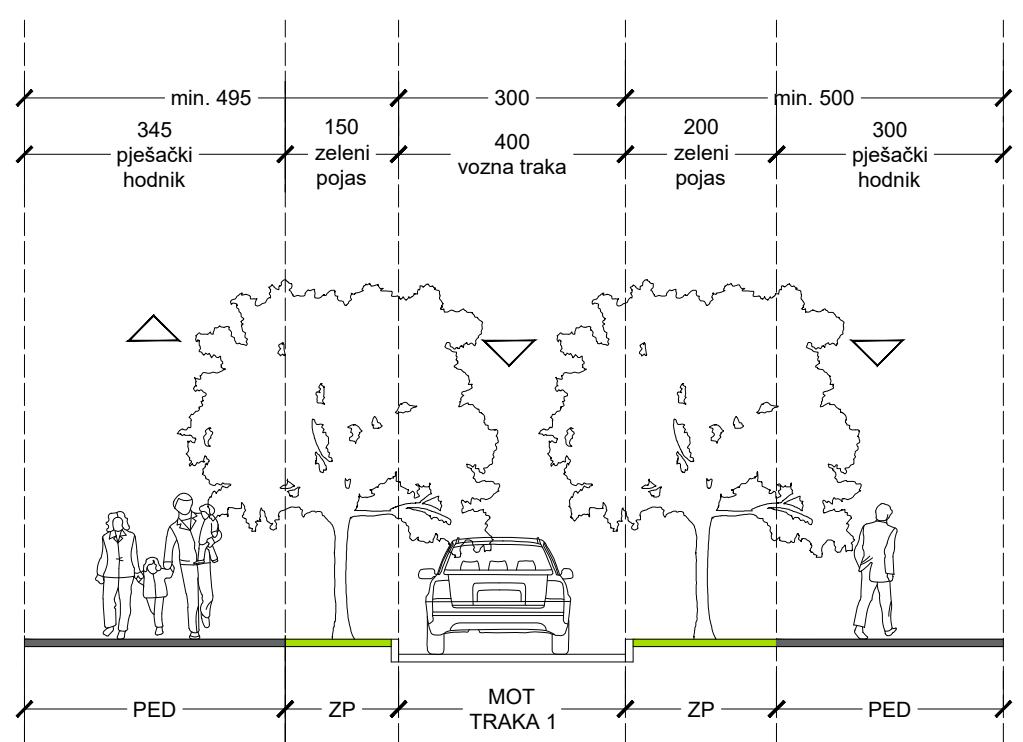 min. 495
300
min. 500
345
pješački
hodnik
150
zeleni
pojas
400
vozna traka
200
zeleni
pojas
300
pješački
hodnik
PED
ZP
MOT
TRAKA 1
ZP
PED